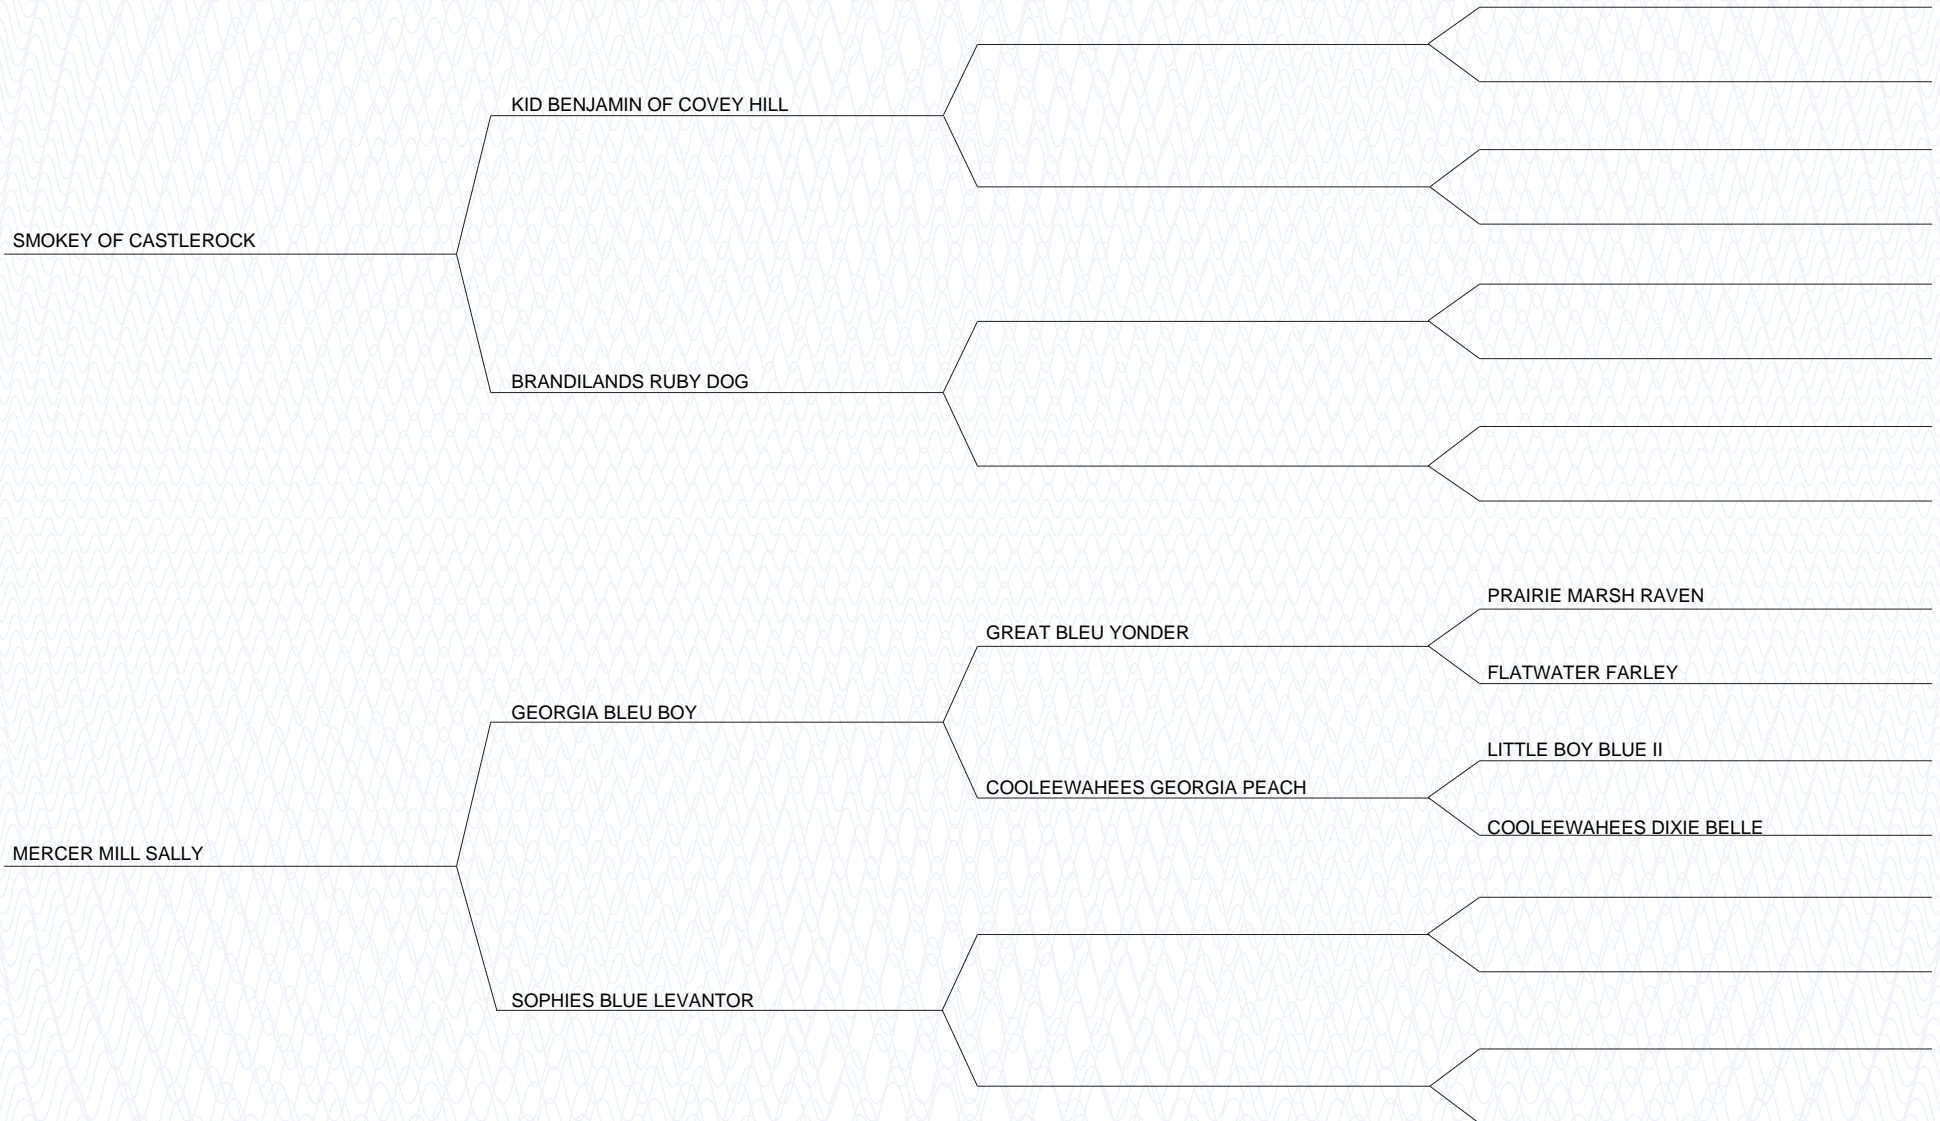 KID BENJAMIN OF COVEY HILL
SMOKEY OF CASTLEROCK
BRANDILANDS RUBY DOG
PRAIRIE MARSH RAVEN
GREAT BLEU YONDER
FLATWATER FARLEY
GEORGIA BLEU BOY
LITTLE BOY BLUE II
COOLEEWAHEES GEORGIA PEACH
COOLEEWAHEES DIXIE BELLE
MERCER MILL SALLY
SOPHIES BLUE LEVANTOR